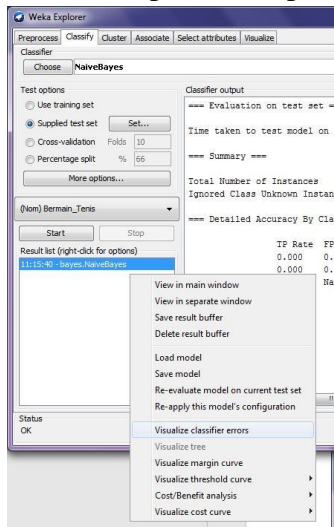 Weka Explorer
Preprocess Classify Cluster Associate Select attributes Visualize
Classifier
Choose NaiveBayes
Test options
Use training set
Supplied test set Set...
Cross-validation Folds 10
Percentage split % 66
More options...
(Nom) Bermain_Tenis
Start Stop
Result list (right-click for options)
11:15:40 - bayes.NaiveBayes
Classifier output
=== Evaluation on test set =
Time taken to test model on
=== Summary ===
Total Number of Instances
Ignored Class Unknown Instan
=== Detailed Accuracy By Cla
TP Rate FP
0.000 0.
0.000 0.
Na
View in main window
View in separate window
Save result buffer
Delete result buffer
Load model
Save model
Re-evaluate model on current test set
Re-apply this model's configuration
Visualize classifier errors
Visualize tree
Visualize margin curve
Visualize threshold curve
Cost/Benefit analysis
Visualize cost curve
Status
OK